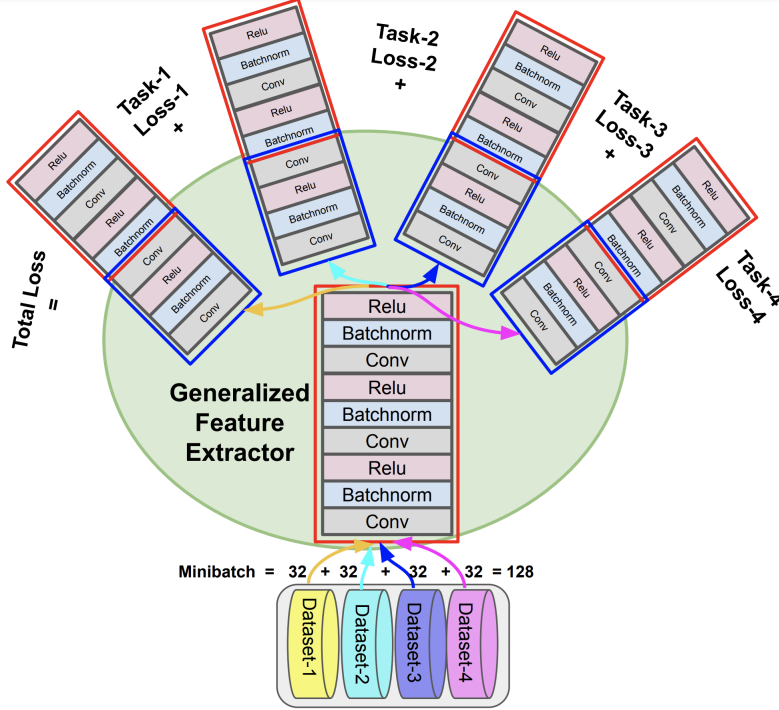 Total Loss
=
Relu
Batchnorm
Conv
Relu
Batchnorm
Conv
Relu
Batchnorm
Conv
Task-1
Loss-1
+
Relu
Batchnorm
Conv
Relu
Batchnorm
Conv
Relu
Batchnorm
Conv
Task-2
Loss-2
+
Relu
Batchnorm
Conv
Relu
Batchnorm
Conv
Relu
Batchnorm
Conv
Task-3
Loss-3
+
Relu
Batchnorm
Conv
Relu
Batchnorm
Conv
Relu
Batchnorm
Conv
Task-4
Loss-4
Generalized
Feature
Extractor
Relu
Batchnorm
Conv
Relu
Batchnorm
Conv
Relu
Batchnorm
Conv
Minibatch = 32 + 32 + 32 + 32 = 128
Dataset-1
Dataset-2
Dataset-3
Dataset-4